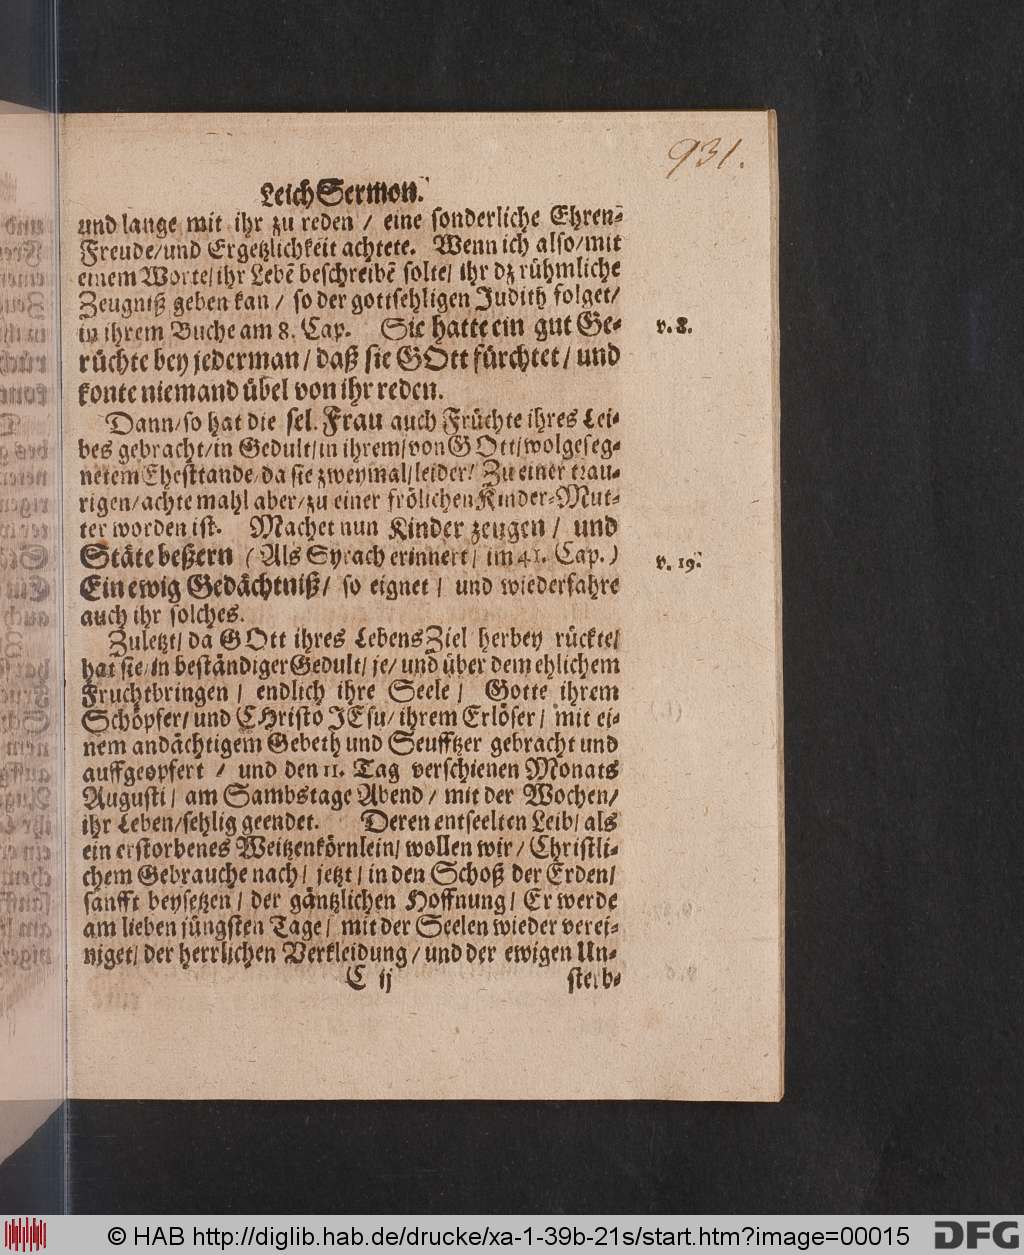 931.
Leich Sermon.
und lange mit ihr zu reden / eine ſonderliche Ehren-
Freude/und Ergetzlichkeit achtete. Wenn ich alſo/mit
einem Worte/ihr Lebẽ beſchreibẽ ſolte/ ihr dz rühmliche
Zeugniß geben kan / ſo der gottſehligen Judith folget/
in ihrem Buche am 8. Cap. Sie hatte ein gut Ge- v. 8.
rüchte bey jederman / daß ſie GOtt fürchtet / und
konte niemand übel von ihr reden.
Dann/ſo hat die ſel. Frau auch Früchte ihres Lei-
bes gebracht/in Gedult/in ihrem/von GOtt/wolgeſeg-
netem Eheſttande/da ſie zweymal/leider! Zu einer trau-
rigen/achte mahl aber/zu einer frölichen Kinder-Mut-
ter worden iſt. Machet nun Kinder zeugen / und
Stäte beßern (Als Syrach erinnert / im 41. Cap.) v. 19.
Ein ewig Gedächtniß/ ſo eignet / und wiederfahre
auch ihr ſolches.
Zuletzt/ da GOtt ihres Lebens Ziel herbey rückte/
hat ſie/in beſtändiger Gedult/ je/ und über dem ehlichem
Fruchtbringen / endlich ihre Seele / Gotte ihrem
Schöpfer/ und CHriſto JEſu/ ihrem Erlöſer / mit ei-
nem andächtigem Gebeth und Seufftzer gebracht und
auffgeopfert / und den 11. Tag verſchienen Monats
Auguſti / am Sambstage Abend / mit der Wochen/
ihr Leben/ſehlig geendet. Deren entſeelten Leib/ als
ein erſtorbenes Weitzenkörnlein/ wollen wir / Chriſtli-
chem Gebrauche nach/ jetzt / in den Schoß der Erden/
ſanfft beyſetzen / der gäntzlichen Hoffnung / Er werde
am lieben jüngſten Tage / mit der Seelen wieder verei-
niget/ der herrlichen Verkleidung / und der ewigen Un-
C ij ſterb-
© HAB http://diglib.hab.de/drucke/xa-1-39b-21s/start.htm?image=00015 DFG